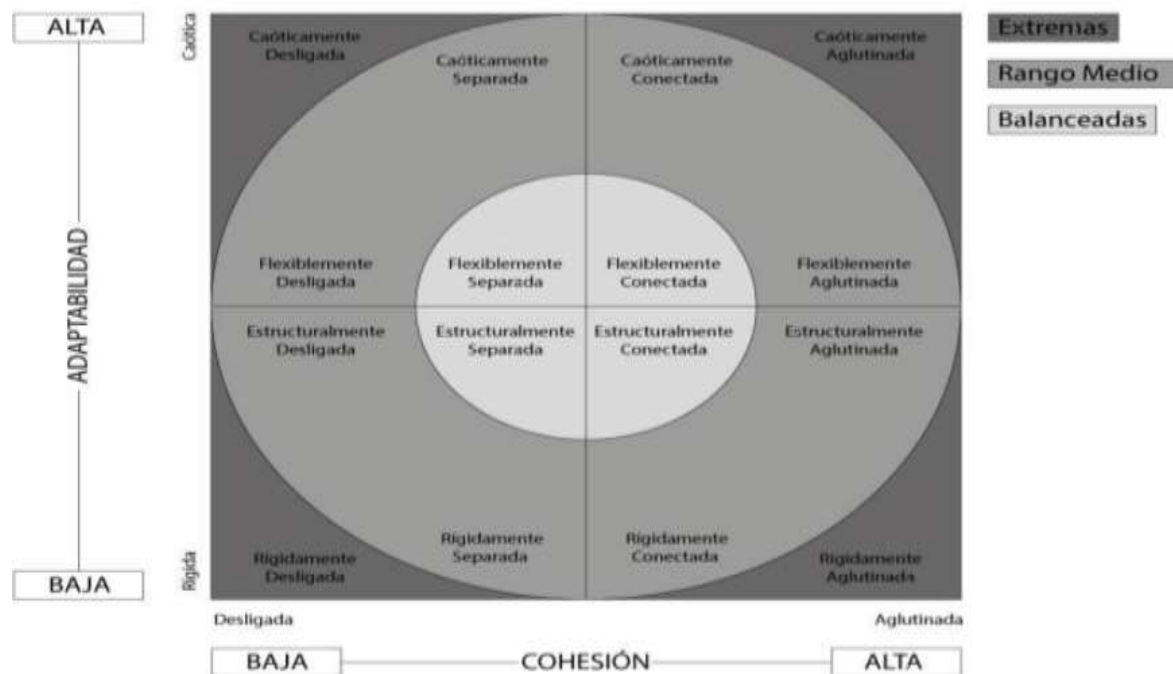 ALTA
ADAPTABILIDAD
BAJA
Caótica
Rígida
Caóticamente
Desligada
Caóticamente
Separada
Caóticamente
Conectada
Caóticamente
Aglutinada
Flexiblemente
Desligada
Flexiblemente
Separada
Flexiblemente
Conectada
Flexiblemente
Aglutinada
Estructuralmente
Desligada
Estructuralmente
Separada
Estructuralmente
Conectada
Estructuralmente
Aglutinada
Rígidamente
Desligada
Rígidamente
Separada
Rígidamente
Conectada
Rígidamente
Aglutinada
Desligada
Aglutinada
BAJA
COHESIÓN
ALTA
Extremas
Rango Medio
Balanceadas